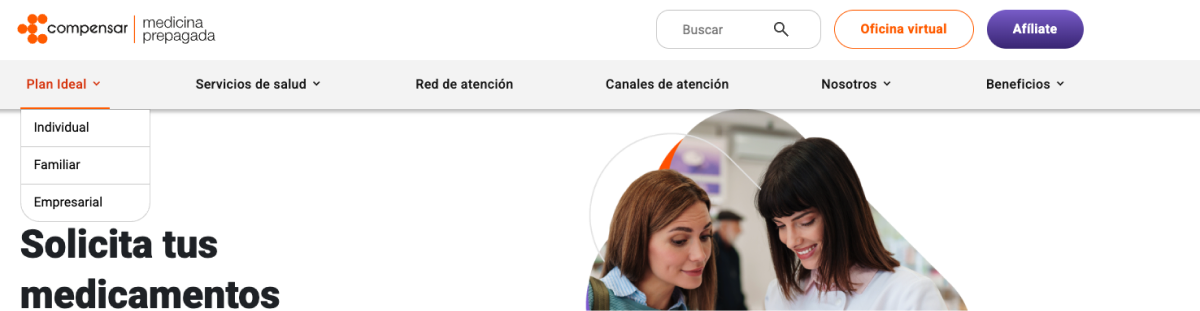 compensar
medicina
prepagada
Buscar
Oficina virtual
Afíliate
Plan Ideal
Servicios de salud
Red de atención
Canales de atención
Nosotros
Beneficios
Individual
Familiar
Empresarial
Solicita tus
medicamentos